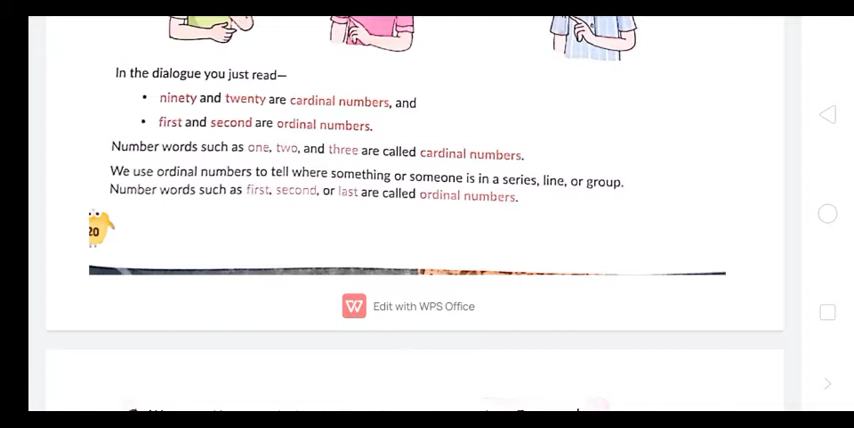 In the dialogue you just read—
• ninety and twenty are cardinal numbers, and
• first and second are ordinal numbers.
Number words such as one, two, and three are called cardinal numbers.
We use ordinal numbers to tell where something or someone is in a series, line, or group.
Number words such as first, second, or last are called ordinal numbers.
20
W Edit with WPS Office